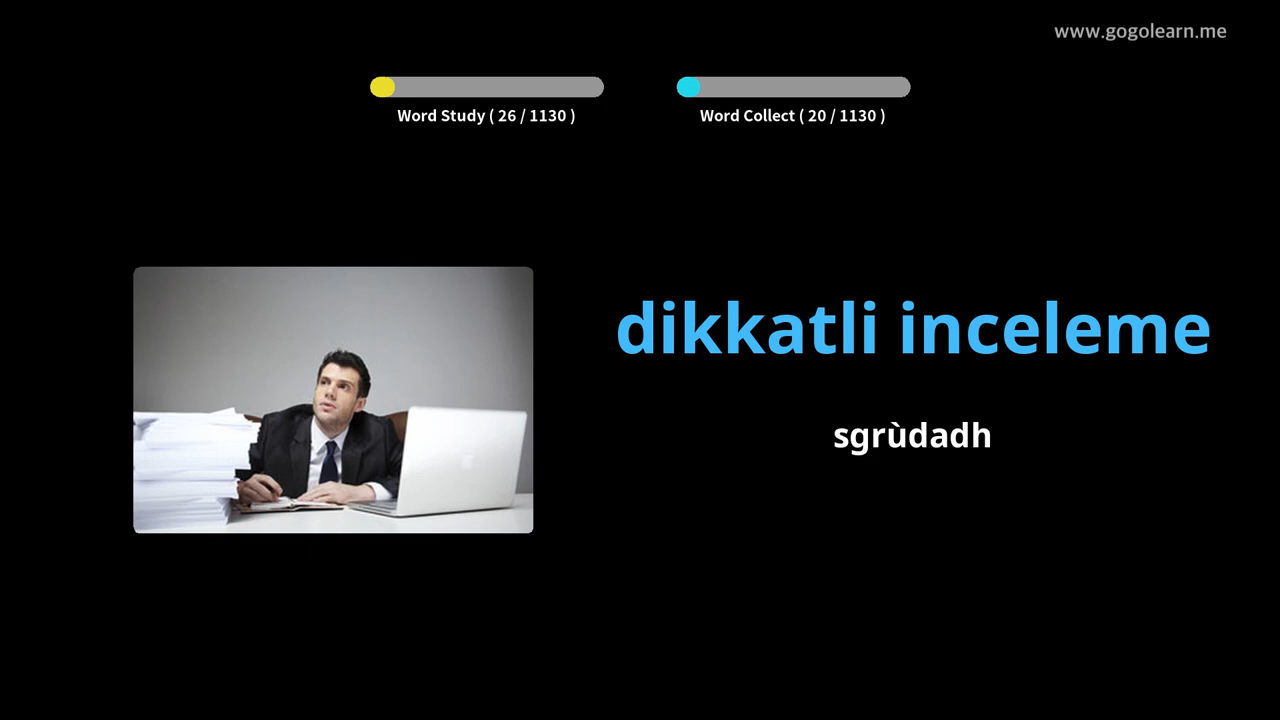 www.gogolearn.me
Word Study ( 26 / 1130 )
Word Collect ( 20 / 1130 )
dikkatli inceleme
sgrùdadh